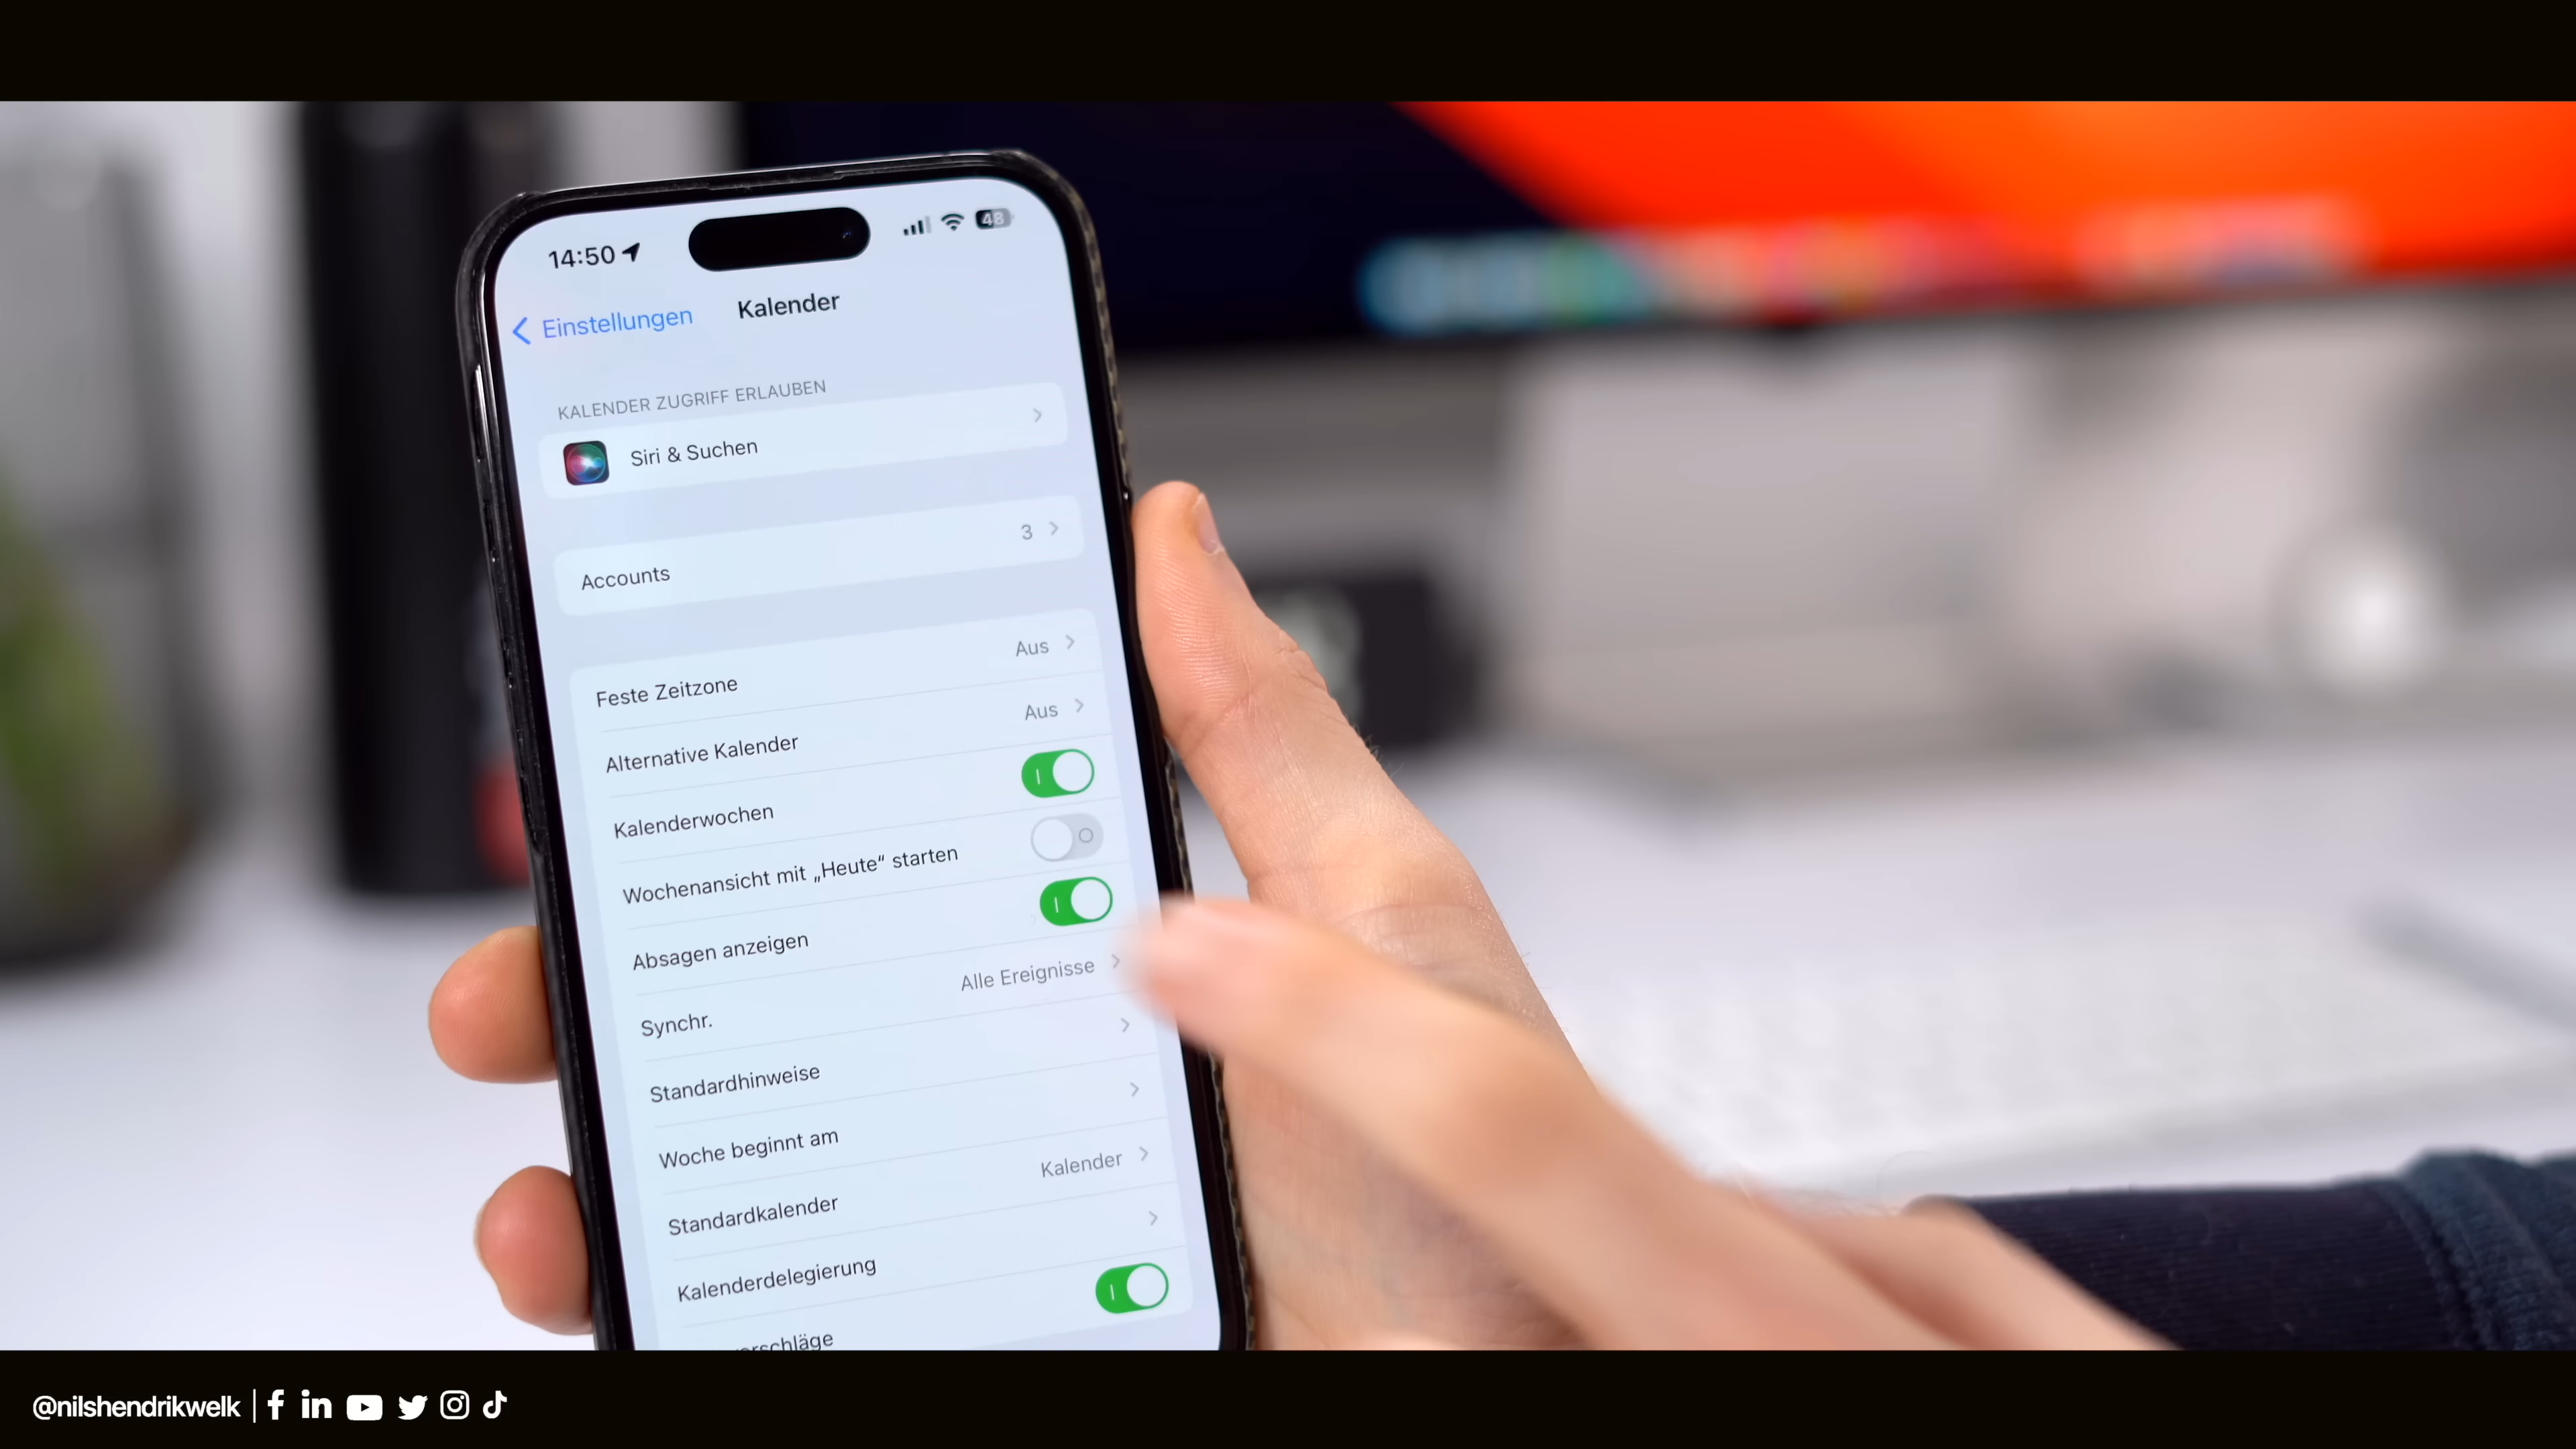 14:50
48
Einstellungen
Kalender
KALENDER ZUGRIFF ERLAUBEN
Siri & Suchen
Accounts 3
Feste Zeitzone Aus
Alternative Kalender Aus
Kalenderwochen
Wochenansicht mit „Heute“ starten
Absagen anzeigen
Synchr. Alle Ereignisse
Standardhinweise
Woche beginnt am
Standardkalender Kalender
Kalenderdelegierung
@nilshendrikwelk